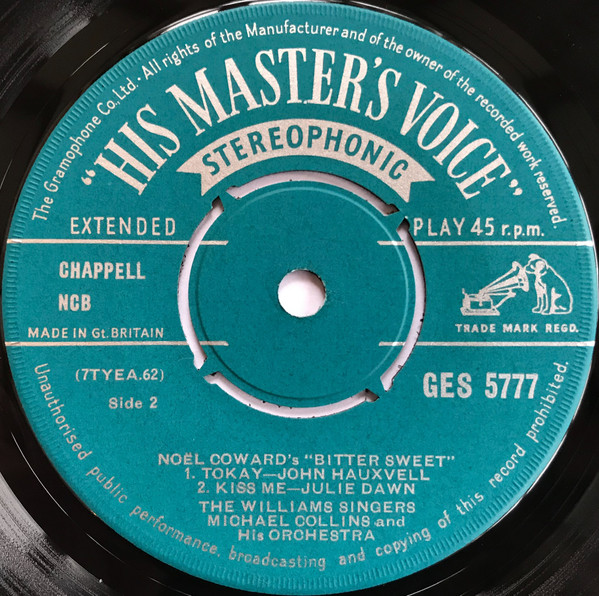 The Gramophone Co., Ltd. - All rights of the Manufacturer and of the owner of the recorded work reserved.
"HIS MASTER'S VOICE"
STEREOPHONIC
EXTENDED PLAY 45 r.p.m.
CHAPPELL
NCB
TRADE MARK REGD.
MADE IN Gt. BRITAIN
(7TYEA.62)
Side 2
GES 5777
NOËL COWARD's "BITTER SWEET"
1. TOKAY—JOHN HAUXVELL
2. KISS ME—JULIE DAWN
THE WILLIAMS SINGERS
MICHAEL COLLINS and
His ORCHESTRA
Unauthorised public performance, broadcasting and copying of this record prohibited.